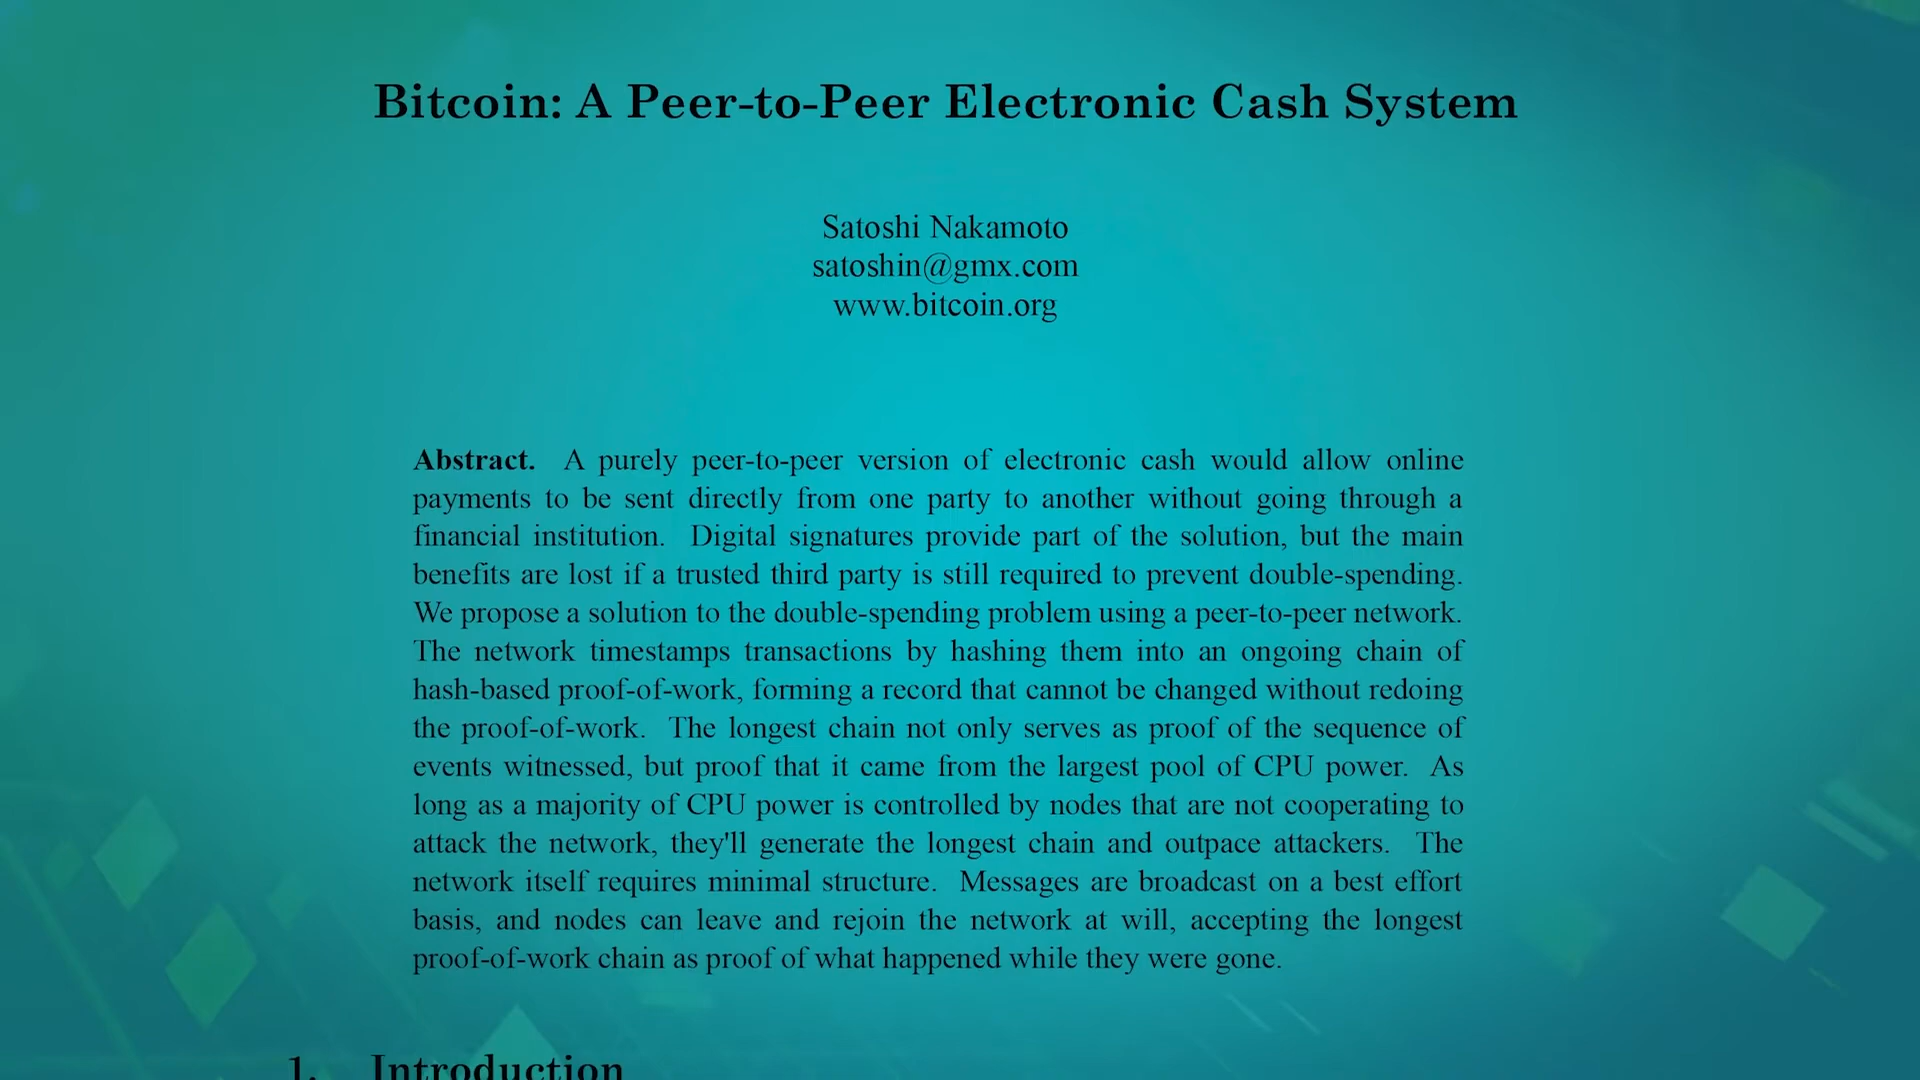 Bitcoin: A Peer-to-Peer Electronic Cash System
Satoshi Nakamoto
satoshin@gmx.com
www.bitcoin.org
Abstract. A purely peer-to-peer version of electronic cash would allow online
payments to be sent directly from one party to another without going through a
financial institution. Digital signatures provide part of the solution, but the main
benefits are lost if a trusted third party is still required to prevent double-spending.
We propose a solution to the double-spending problem using a peer-to-peer network.
The network timestamps transactions by hashing them into an ongoing chain of
hash-based proof-of-work, forming a record that cannot be changed without redoing
the proof-of-work. The longest chain not only serves as proof of the sequence of
events witnessed, but proof that it came from the largest pool of CPU power. As
long as a majority of CPU power is controlled by nodes that are not cooperating to
attack the network, they'll generate the longest chain and outpace attackers. The
network itself requires minimal structure. Messages are broadcast on a best effort
basis, and nodes can leave and rejoin the network at will, accepting the longest
proof-of-work chain as proof of what happened while they were gone.
1. Introduction